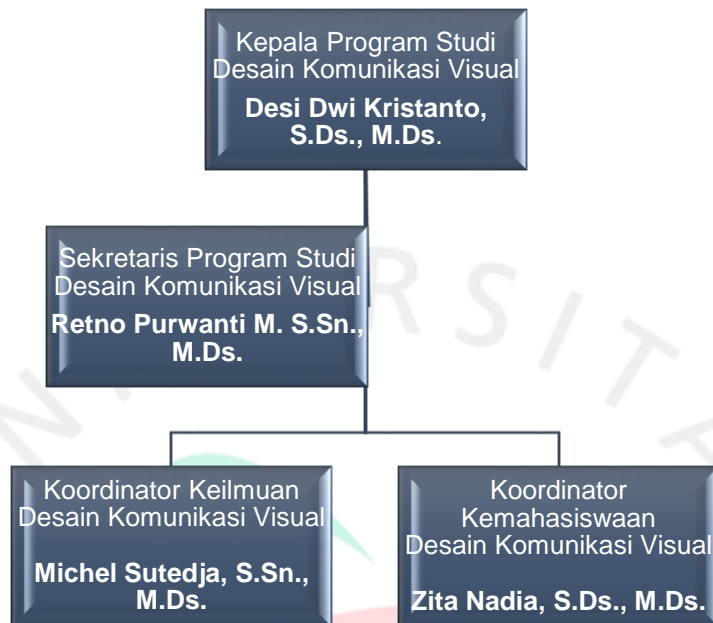 Kepala Program Studi
Desain Komunikasi Visual
Desi Dwi Kristanto,
S.Ds., M.Ds.
Sekretaris Program Studi
Desain Komunikasi Visual
Retno Purwanti M. S.Sn.,
M.Ds.
Koordinator Keilmuan
Desain Komunikasi Visual
Michel Sutedja, S.Sn.,
M.Ds.
Koordinator
Kemahasiswaan
Desain Komunikasi Visual
Zita Nadia, S.Ds., M.Ds.